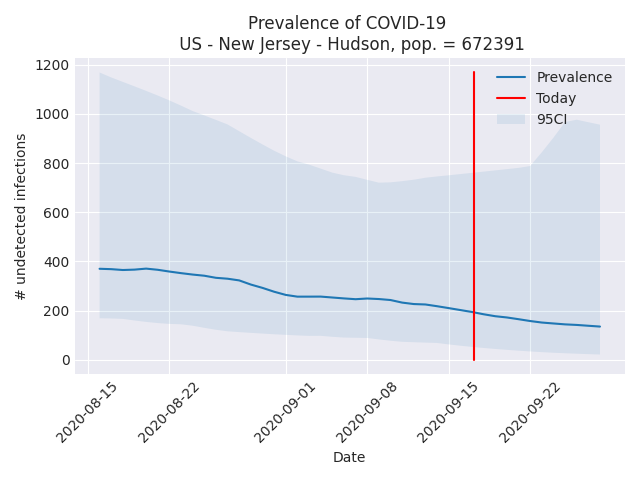 Prevalence of COVID-19
US - New Jersey - Hudson, pop. = 672391
# undetected infections
1200
1000
800
600
400
200
0
Prevalence
Today
95CI
2020-08-15
2020-08-22
2020-09-01
2020-09-08
2020-09-15
2020-09-22
Date